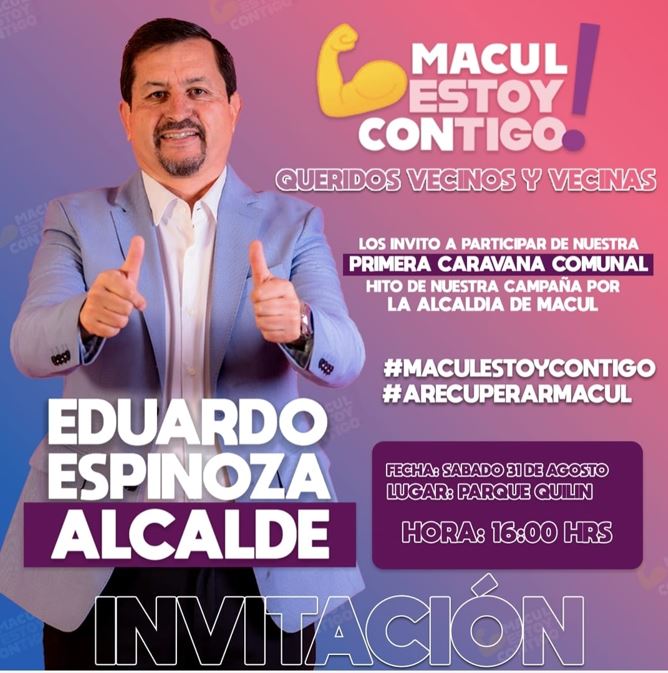 MACUL
ESTOY
CONTIGO!
QUERIDOS VECINOS Y VECINAS
LOS INVITO A PARTICIPAR DE NUESTRA
PRIMERA CARAVANA COMUNAL
HITO DE NUESTRA CAMPAÑA POR
LA ALCALDIA DE MACUL
#MACULESTOYCONTIGO
#ARECUPERARMACUL
EDUARDO
ESPINOZA
ALCALDE
FECHA: SABADO 31 DE AGOSTO
LUGAR: PARQUE QUILIN
HORA: 16:00 HRS
INVITACIÓN